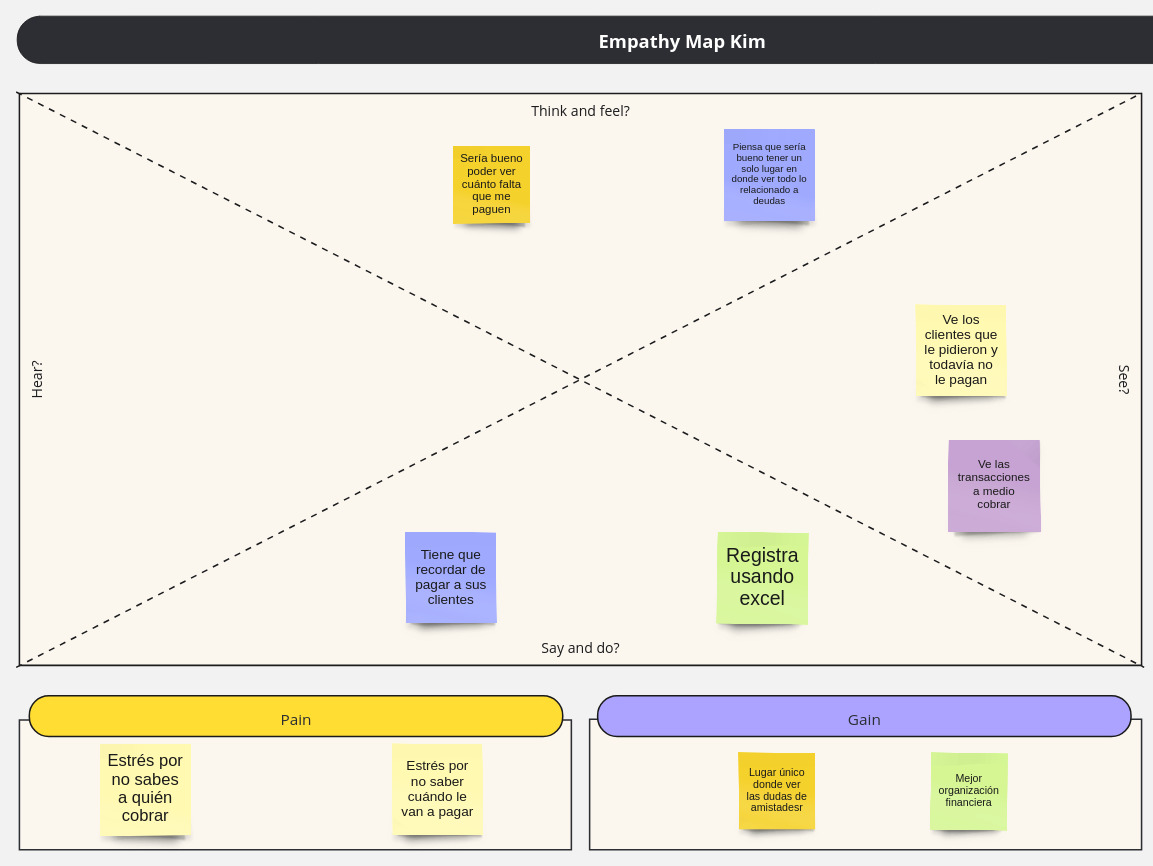 Empathy Map Kim
Think and feel?
Sería bueno
poder ver
cuánto falta
que me
paguen
Piensa que sería
bueno tener un
solo lugar en
donde ver todo lo
relacionado a
deudas
Hear?
Ve los
clientes que
le pidieron y
todavía no
le pagan
See?
Ve las
transacciones
a medio
cobrar
Tiene que
recordar de
pagar a sus
clientes
Registra
usando
excel
Say and do?
Pain
Estrés por
no sabes
a quién
cobrar
Estrés por
no saber
cuándo le
van a pagar
Gain
Lugar único
donde ver
las dudas de
amistadesr
Mejor
organización
financiera